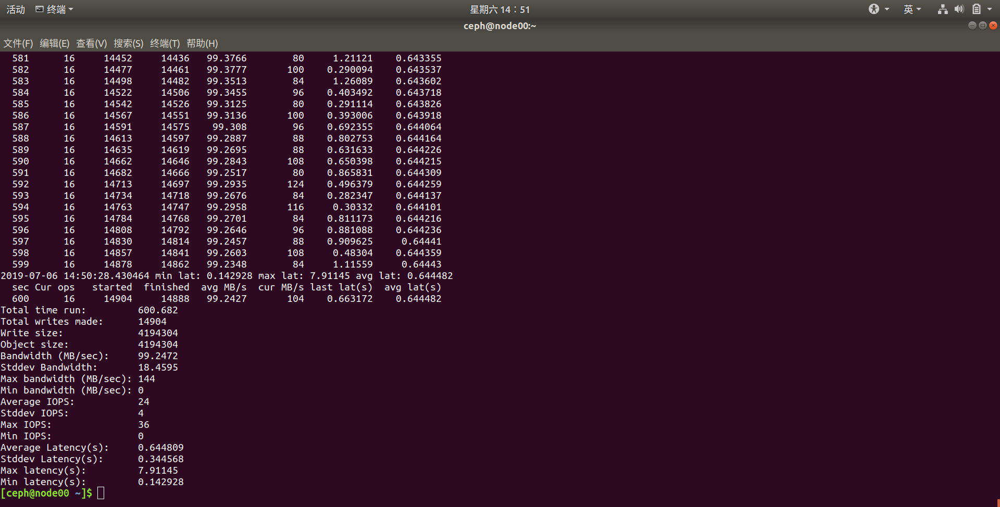 活动 终端 星期六 14：51 英
ceph@node00:~
文件(F) 编辑(E) 查看(V) 搜索(S) 终端(T) 帮助(H)
581 16 14452 14436 99.3766 80 1.21121 0.643355
582 16 14477 14461 99.3777 100 0.290094 0.643537
583 16 14498 14482 99.3513 84 1.26089 0.643602
584 16 14522 14506 99.3455 96 0.403492 0.643718
585 16 14542 14526 99.3125 80 0.291114 0.643826
586 16 14567 14551 99.3136 100 0.393006 0.643918
587 16 14591 14575 99.308 96 0.692355 0.644064
588 16 14613 14597 99.2887 88 0.802753 0.644164
589 16 14635 14619 99.2695 88 0.631633 0.644226
590 16 14662 14646 99.2843 108 0.650398 0.644215
591 16 14682 14666 99.2517 80 0.865831 0.644309
592 16 14713 14697 99.2935 124 0.496379 0.644259
593 16 14734 14718 99.2676 84 0.282347 0.644137
594 16 14763 14747 99.2958 116 0.30332 0.644101
595 16 14784 14768 99.2701 84 0.811173 0.644216
596 16 14808 14792 99.2646 96 0.881088 0.644236
597 16 14830 14814 99.2457 88 0.909625 0.64441
598 16 14857 14841 99.2603 108 0.48304 0.644359
599 16 14878 14862 99.2348 84 1.11559 0.64443
2019-07-06 14:50:28.430464 min lat: 0.142928 max lat: 7.91145 avg lat: 0.644482
sec Cur ops started finished avg MB/s cur MB/s last lat(s) avg lat(s)
600 16 14904 14888 99.2427 104 0.663172 0.644482
Total time run: 600.682
Total writes made: 14904
Write size: 4194304
Object size: 4194304
Bandwidth (MB/sec): 99.2472
Stddev Bandwidth: 18.4595
Max bandwidth (MB/sec): 144
Min bandwidth (MB/sec): 0
Average IOPS: 24
Stddev IOPS: 4
Max IOPS: 36
Min IOPS: 0
Average Latency(s): 0.644809
Stddev Latency(s): 0.344568
Max latency(s): 7.91145
Min latency(s): 0.142928
[ceph@node00 ~]$